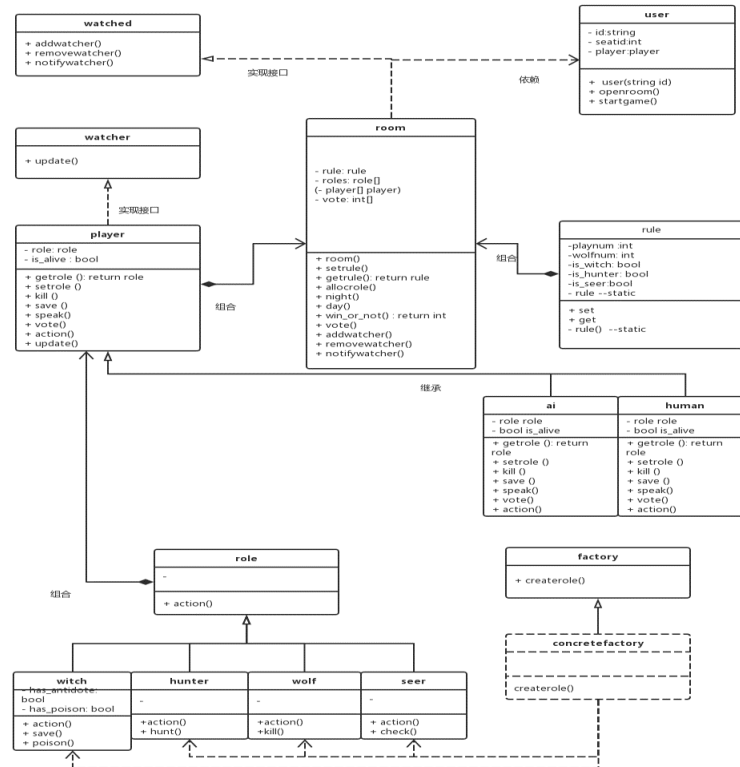 watched
+ addwatcher()
+ removewatcher()
+ notifywatcher()
user
- id:string
- seatid:int
- player:player
+ user(string id)
+ openroom()
+ startgame()
实现接口
依赖
watcher
+ update()
实现接口
room
- rule: rule
- roles: role[]
(- player[] player)
- vote: int[]
+ room()
+ setrule()
+ getrule(): return rule
+ allocrole()
+ night()
+ day()
+ win_or_not() : return int
+ vote()
+ addwatcher()
+ removewatcher()
+ notifywatcher()
player
- role: role
- is_alive : bool
+ getrole (): return role
+ setrole ()
+ kill ()
+ save ()
+ speak()
+ vote()
+ action()
+ update()
组合
组合
rule
-playnum :int
-wolfnum: int
-is_witch: bool
-is_hunter: bool
-is_seer:bool
- rule --static
+ set
+ get
- rule() --static
继承
ai
- role role
- bool is_alive
+ getrole (): return
role
+ setrole ()
+ kill ()
+ save ()
+ speak()
+ vote()
+ action()
human
- role role
- bool is_alive
+ getrole (): return
role
+ setrole ()
+ kill ()
+ save ()
+ speak()
+ vote()
+ action()
组合
role
-
+ action()
factory
+ createrole()
concretefactory
createrole()
witch
- has_antidote:
bool
- has_poison: bool
+ action()
+ save()
+ poison()
hunter
-
+action()
+ hunt()
wolf
-
+action()
+kill()
seer
-
+ action()
+ check()